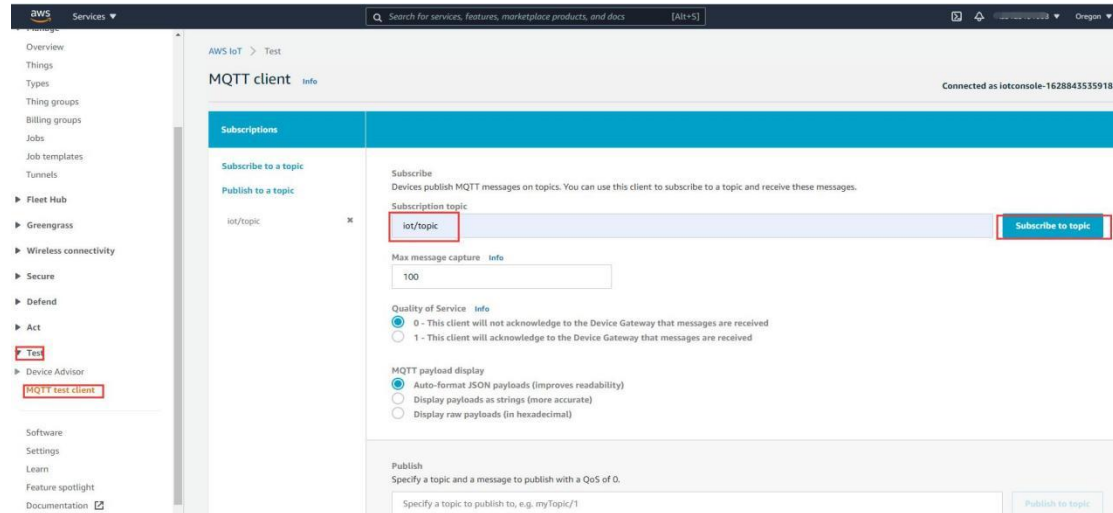 aws Services ▼ Search for services, features, marketplace products, and docs [Alt+S] Oregon ▼
Manage
Overview
Things
Types
Thing groups
Billing groups
Jobs
Job templates
Tunnels
Fleet Hub
Greengrass
Wireless connectivity
Secure
Defend
Act
Test
Device Advisor
MQTT test client
Software
Settings
Learn
Feature spotlight
Documentation
AWS IoT > Test
MQTT client Info
Connected as iotconsole-1628843535918
Subscriptions
Subscribe to a topic
Publish to a topic
iot/topic ✖
Subscribe
Devices publish MQTT messages on topics. You can use this client to subscribe to a topic and receive these messages.
Subscription topic
iot/topic Subscribe to topic
Max message capture Info
100
Quality of Service Info
0 - This client will not acknowledge to the Device Gateway that messages are received
1 - This client will acknowledge to the Device Gateway that messages are received
MQTT payload display
Auto-format JSON payloads (improves readability)
Display payloads as strings (more accurate)
Display raw payloads (in hexadecimal)
Publish
Specify a topic and a message to publish with a QoS of 0.
Specify a topic to publish to, e.g. myTopic/1 Publish to topic